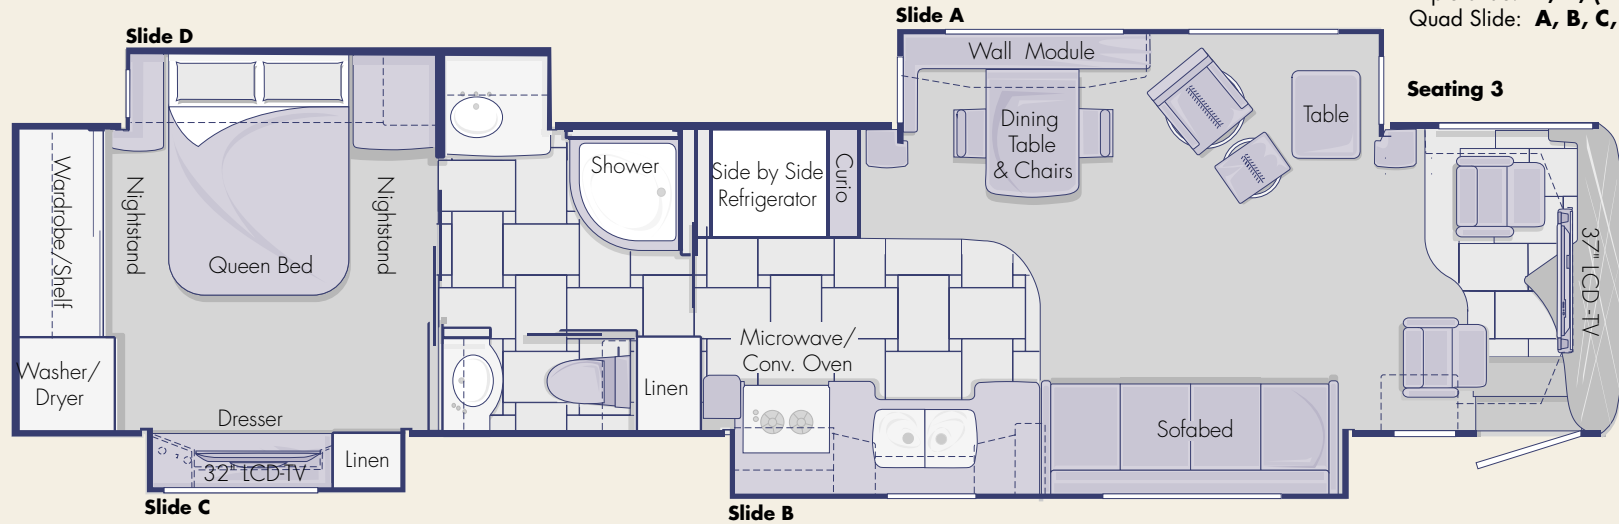 Quad Slide: A, B, C,
Slide A
Slide D
Seating 3
Wall Module
Table
Dining
Table
& Chairs
Shower
Side by Side
Refrigerator
Curio
Wardrobe/Shelf
Nightstand
Queen Bed
Nightstand
37" LCD-TV
Microwave/
Conv. Oven
Washer/
Dryer
Linen
Dresser
Sofabed
32" LCD-TV
Linen
Slide C
Slide B